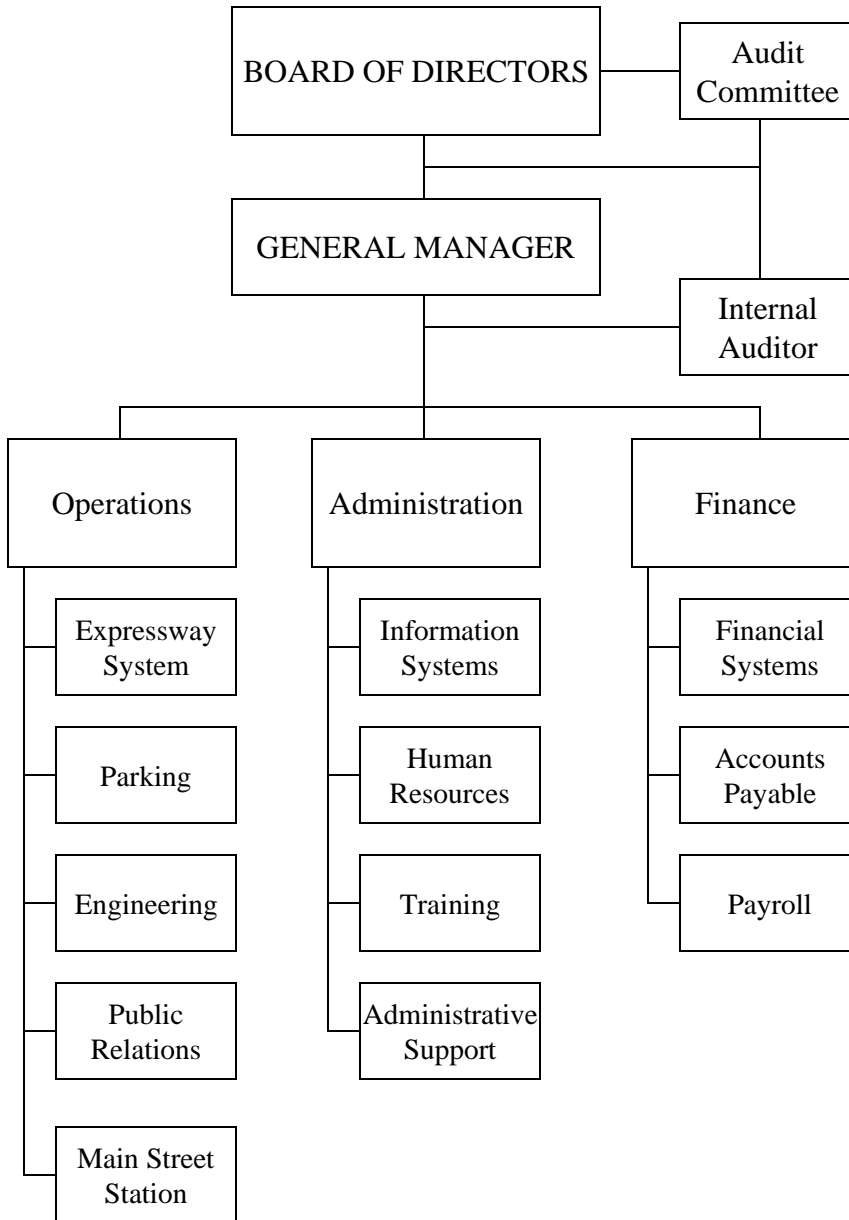 BOARD OF DIRECTORS
Audit
Committee
GENERAL MANAGER
Internal
Auditor
Operations
Administration
Finance
Expressway
System
Information
Systems
Financial
Systems
Parking
Human
Resources
Accounts
Payable
Engineering
Training
Payroll
Public
Relations
Administrative
Support
Main Street
Station